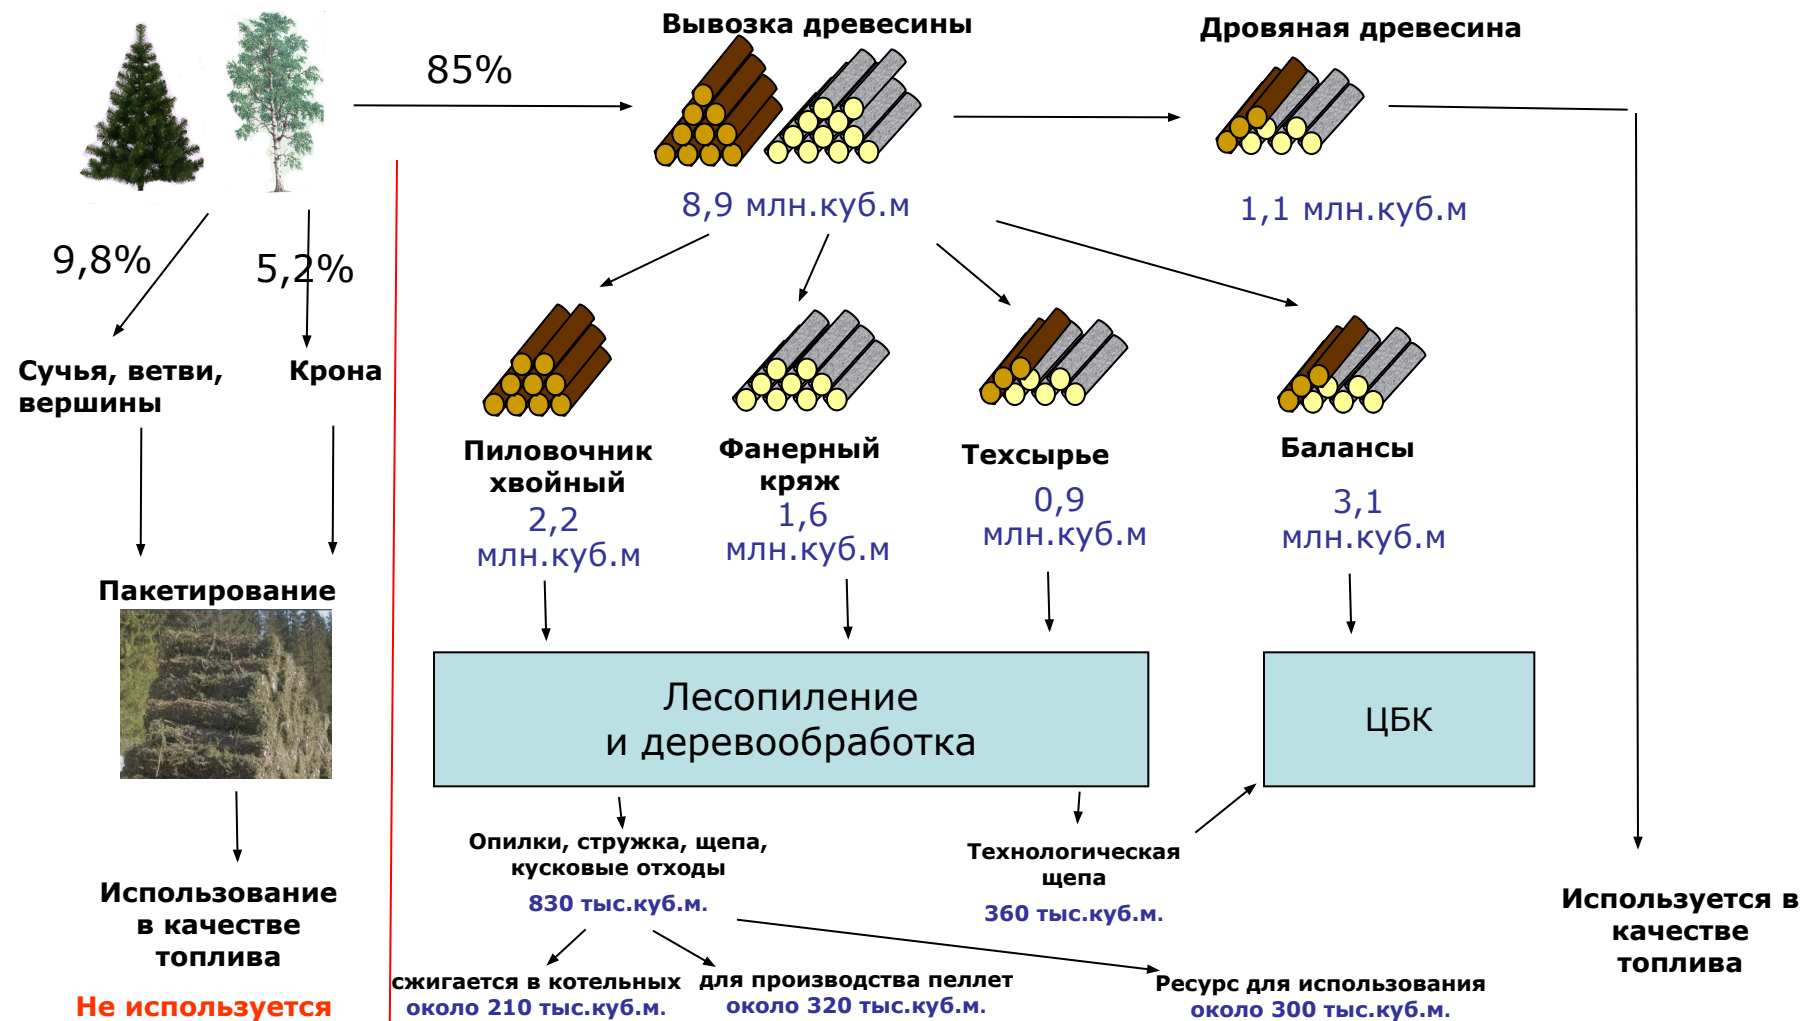 Вывозка древесины
Дровяная древесина
85%
8,9 млн.куб.м
1,1 млн.куб.м
9,8%
5,2%
Сучья, ветви,
вершины
Крона
Пиловочник
хвойный
2,2
млн.куб.м
Фанерный
кряж
1,6
млн.куб.м
Техсырье
0,9
млн.куб.м
Балансы
3,1
млн.куб.м
Пакетирование
Лесопиление
и деревообработка
ЦБК
Опилки, стружка, щепа,
кусковые отходы
830 тыс.куб.м.
Технологическая
щепа
360 тыс.куб.м.
Использование
в качестве
топлива
Не используется
Используется в
качестве
топлива
сжигается в котельных
около 210 тыс.куб.м.
для производства пеллет
около 320 тыс.куб.м.
Ресурс для использования
около 300 тыс.куб.м.